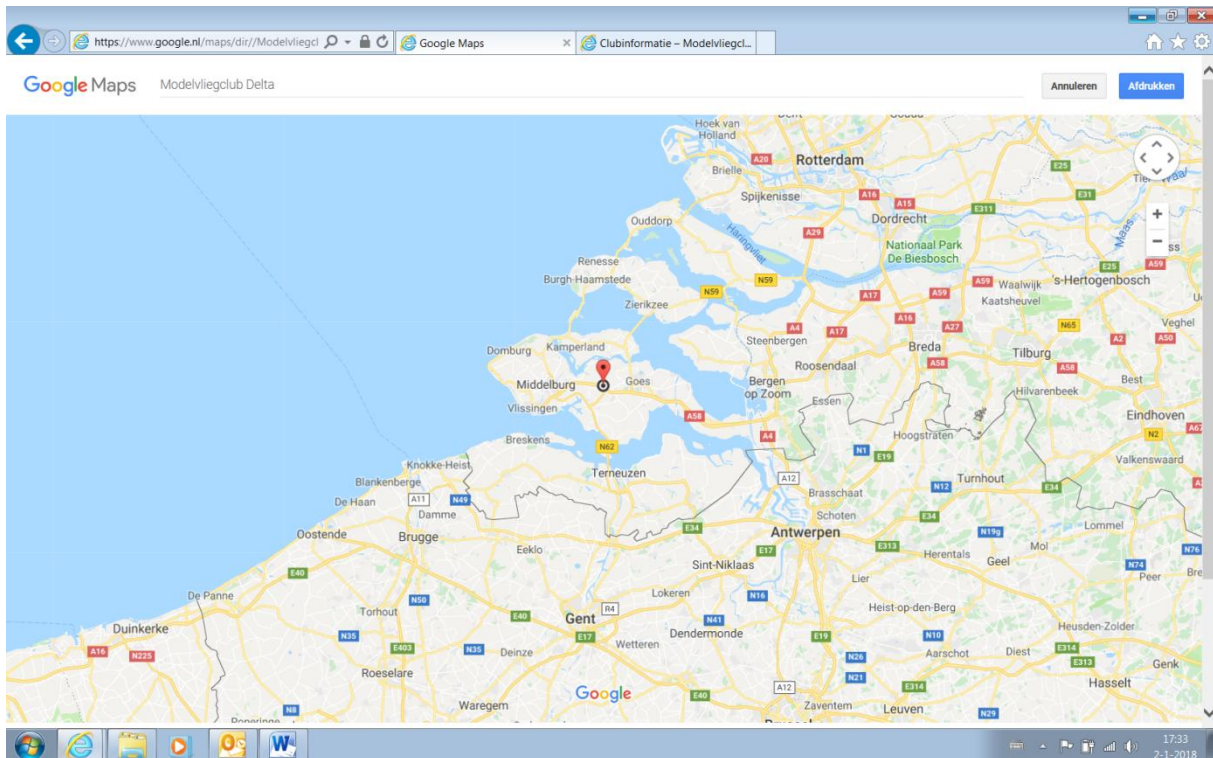 https://www.google.nl/maps/dir//Modelvliegcl
Google Maps
Clubinformatie – Modelvliegcl...
Google Maps
Modelvliegclub Delta
Annuleren
Afdrukken
Hoek van
Holland
A20
Rotterdam
E25
Brielle
Spijkenisse
A16
A15
E31
E311
Ouddorp
Dordrecht
A29
Haringvliet
Nationaal Park
De Biesbosch
Maas
Renesse
E25
A59
Burgh-Haamstede
N59
N59
A59
Waalwijk
's-Hertogenbosch
A17
A59
Kaatsheuvel
Zierikzee
A16
A27
N65
Veghel
A4
A17
A2
A50
Steenbergen
Domburg
Kamperland
Breda
Tilburg
Roosendaal
A58
A58
Middelburg
Goes
Bergen
op Zoom
Best
Hilvarenbeek
Essen
Vlissingen
A58
Eindhoven
Breskens
A4
Hoogstraten
N2
A67
N62
N1
E19
Valkenswaard
Knokke-Heist
Terneuzen
A12
Turnhout
Blankenberge
N12
E34
De Haan
A11
N49
Brasschaat
Damme
Schoten
E34
Lommel
Oostende
Brugge
E34
Antwerpen
N19g
Eeklo
E17
E313
Herentals
Mol
N76
Sint-Niklaas
Geel
N74
E40
Lier
Peer
De Panne
N50
Lokeren
N16
Torhout
R4
Heist-op-den-Berg
E40
Gent
N41
Heusden-Zolder
Duinkerke
N35
E17
Dendermonde
E19
N10
A16
N225
E403
N35
Deinze
Wetteren
N26
Aarschot
Diest
E314
E313
Genk
Roeselare
N21
Hasselt
Google
E40
A12
E314
N8
Waregem
Zaventem
Leuven
N29
17:33
2-1-2018